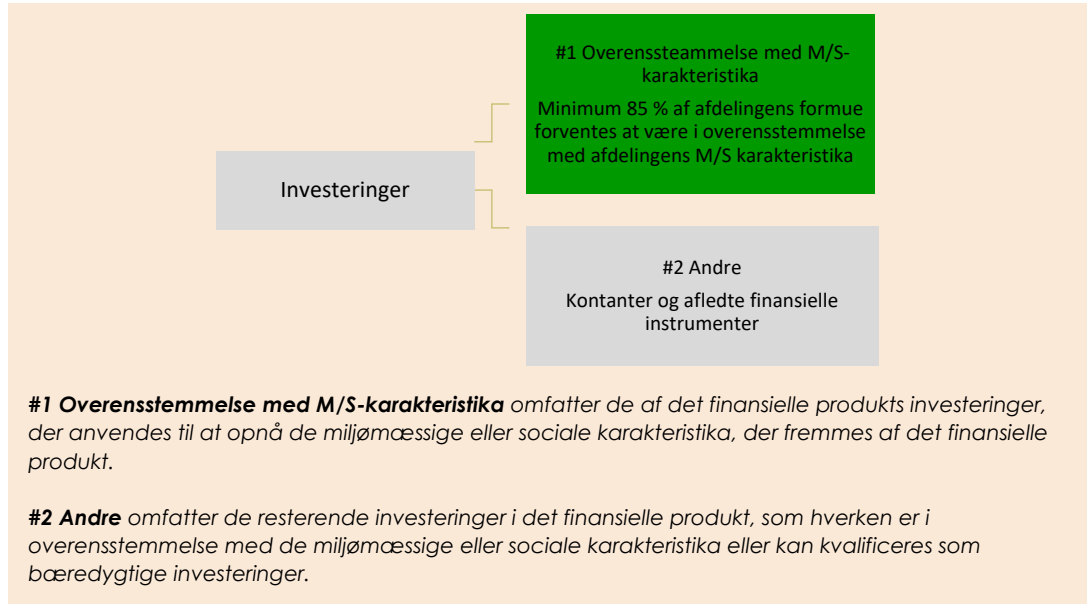 #1 Overenssteammelse med M/S-
karakteristika
Minimum 85 % af afdelingens formue
forventes at være i overensstemmelse
med afdelingens M/S karakteristika
Investeringer
#2 Andre
Kontanter og afledte finansielle
instrumenter
#1 Overensstemmelse med M/S-karakteristika omfatter de af det finansielle produkts investeringer,
der anvendes til at opnå de miljømæssige eller sociale karakteristika, der fremmes af det finansielle
produkt.
#2 Andre omfatter de resterende investeringer i det finansielle produkt, som hverken er i
overensstemmelse med de miljømæssige eller sociale karakteristika eller kan kvalificeres som
bæredygtige investeringer.